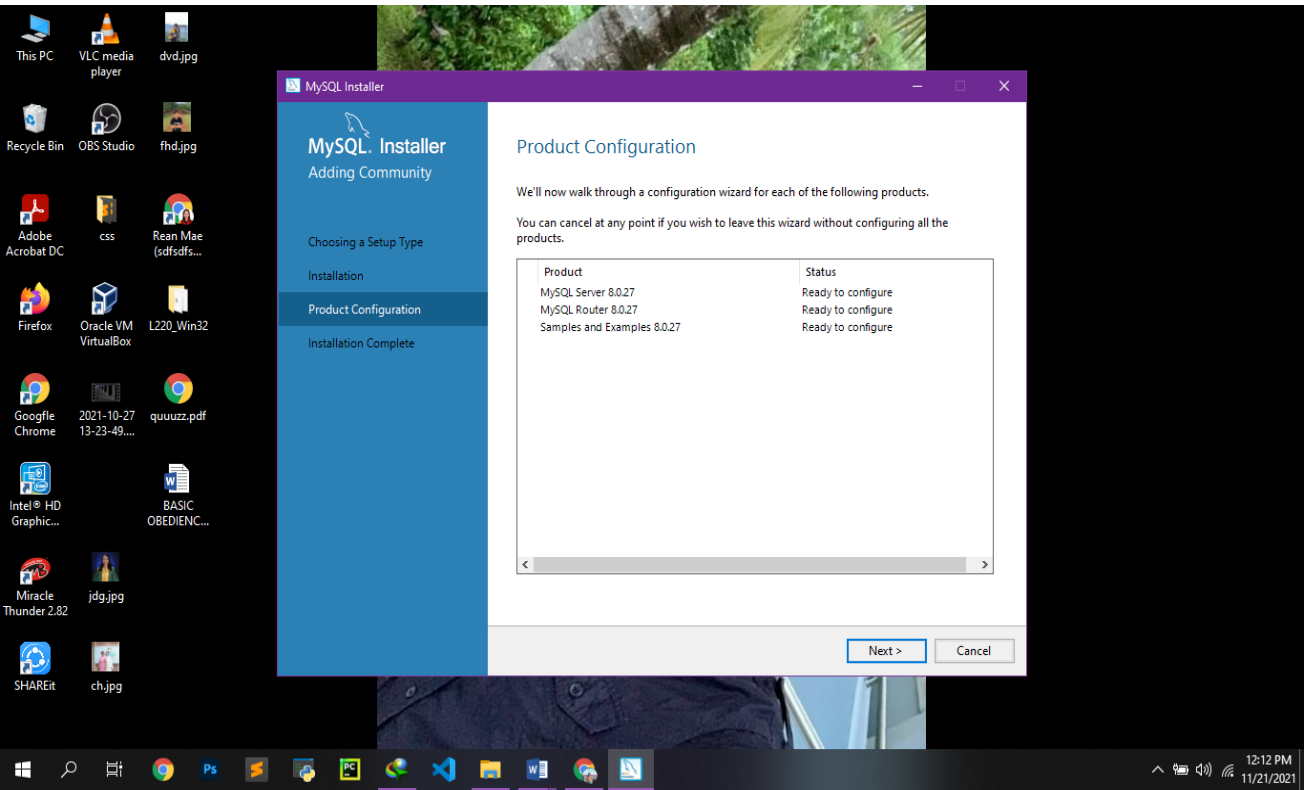 This PC
VLC media
player
dvd.jpg
Recycle Bin
OBS Studio
fhd.jpg
Adobe
Acrobat DC
css
Rean Mae
(sdfsdfs...
Firefox
Oracle VM
VirtualBox
L220_Win32
Googfle
Chrome
2021-10-27
13-23-49....
quuuzz.pdf
Intel® HD
Graphic...
BASIC
OBEDIENC...
Miracle
Thunder 2.82
jdg.jpg
SHAREit
ch.jpg
MySQL Installer
MySQL. Installer
Adding Community
Choosing a Setup Type
Installation
Product Configuration
Installation Complete
Product Configuration
We'll now walk through a configuration wizard for each of the following products.
You can cancel at any point if you wish to leave this wizard without configuring all the
products.
Product Status
MySQL Server 8.0.27 Ready to configure
MySQL Router 8.0.27 Ready to configure
Samples and Examples 8.0.27 Ready to configure
Next >
Cancel
Ps
PC
12:12 PM
11/21/2021